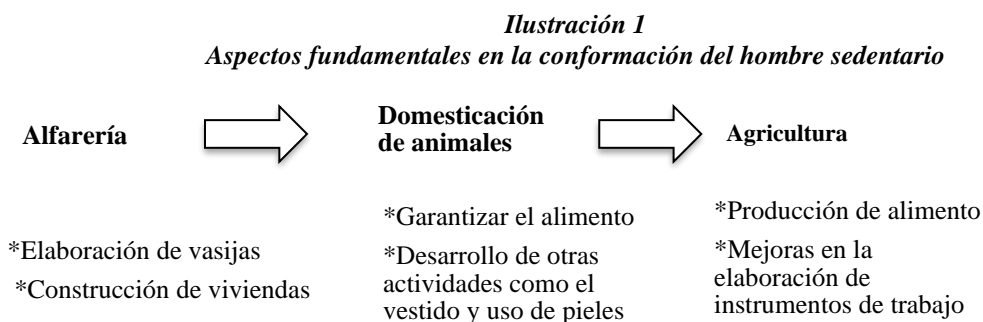 Ilustración 1
Aspectos fundamentales en la conformación del hombre sedentario
Alfarería
*Elaboración de vasijas
*Construcción de viviendas
Domesticación
de animales
*Garantizar el alimento
*Desarrollo de otras
actividades como el
vestido y uso de pieles
Agricultura
*Producción de alimento
*Mejoras en la
elaboración de
instrumentos de trabajo